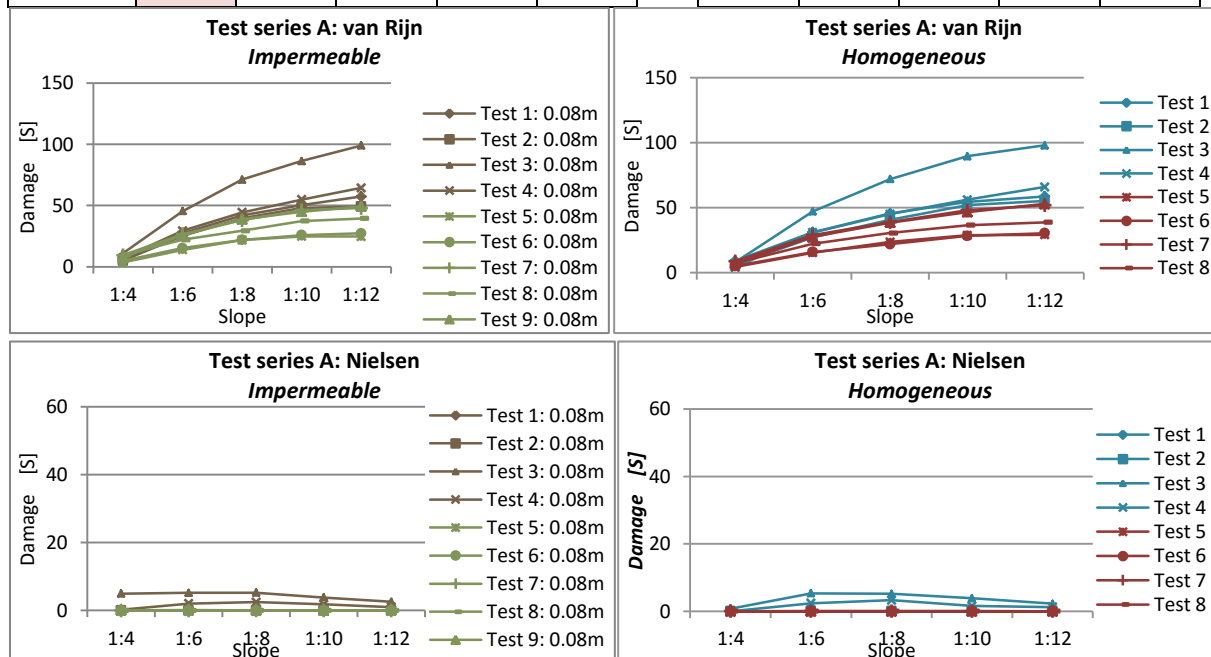 Test series A: van Rijn
Impermeable
150
100
50
0
Damage [S]
1:4 1:6 1:8 1:10 1:12
Slope
Test 1: 0.08m
Test 2: 0.08m
Test 3: 0.08m
Test 4: 0.08m
Test 5: 0.08m
Test 6: 0.08m
Test 7: 0.08m
Test 8: 0.08m
Test 9: 0.08m
Test series A: van Rijn
Homogeneous
150
100
50
0
Damage [S]
1:4 1:6 1:8 1:10 1:12
Slope
Test 1
Test 2
Test 3
Test 4
Test 5
Test 6
Test 7
Test 8
Test series A: Nielsen
Impermeable
60
40
20
0
Damage [S]
1:4 1:6 1:8 1:10 1:12
Slope
Test 1: 0.08m
Test 2: 0.08m
Test 3: 0.08m
Test 4: 0.08m
Test 5: 0.08m
Test 6: 0.08m
Test 7: 0.08m
Test 8: 0.08m
Test 9: 0.08m
Test series A: Nielsen
Homogeneous
60
40
20
0
Damage [S]
1:4 1:6 1:8 1:10 1:12
Slope
Test 1
Test 2
Test 3
Test 4
Test 5
Test 6
Test 7
Test 8